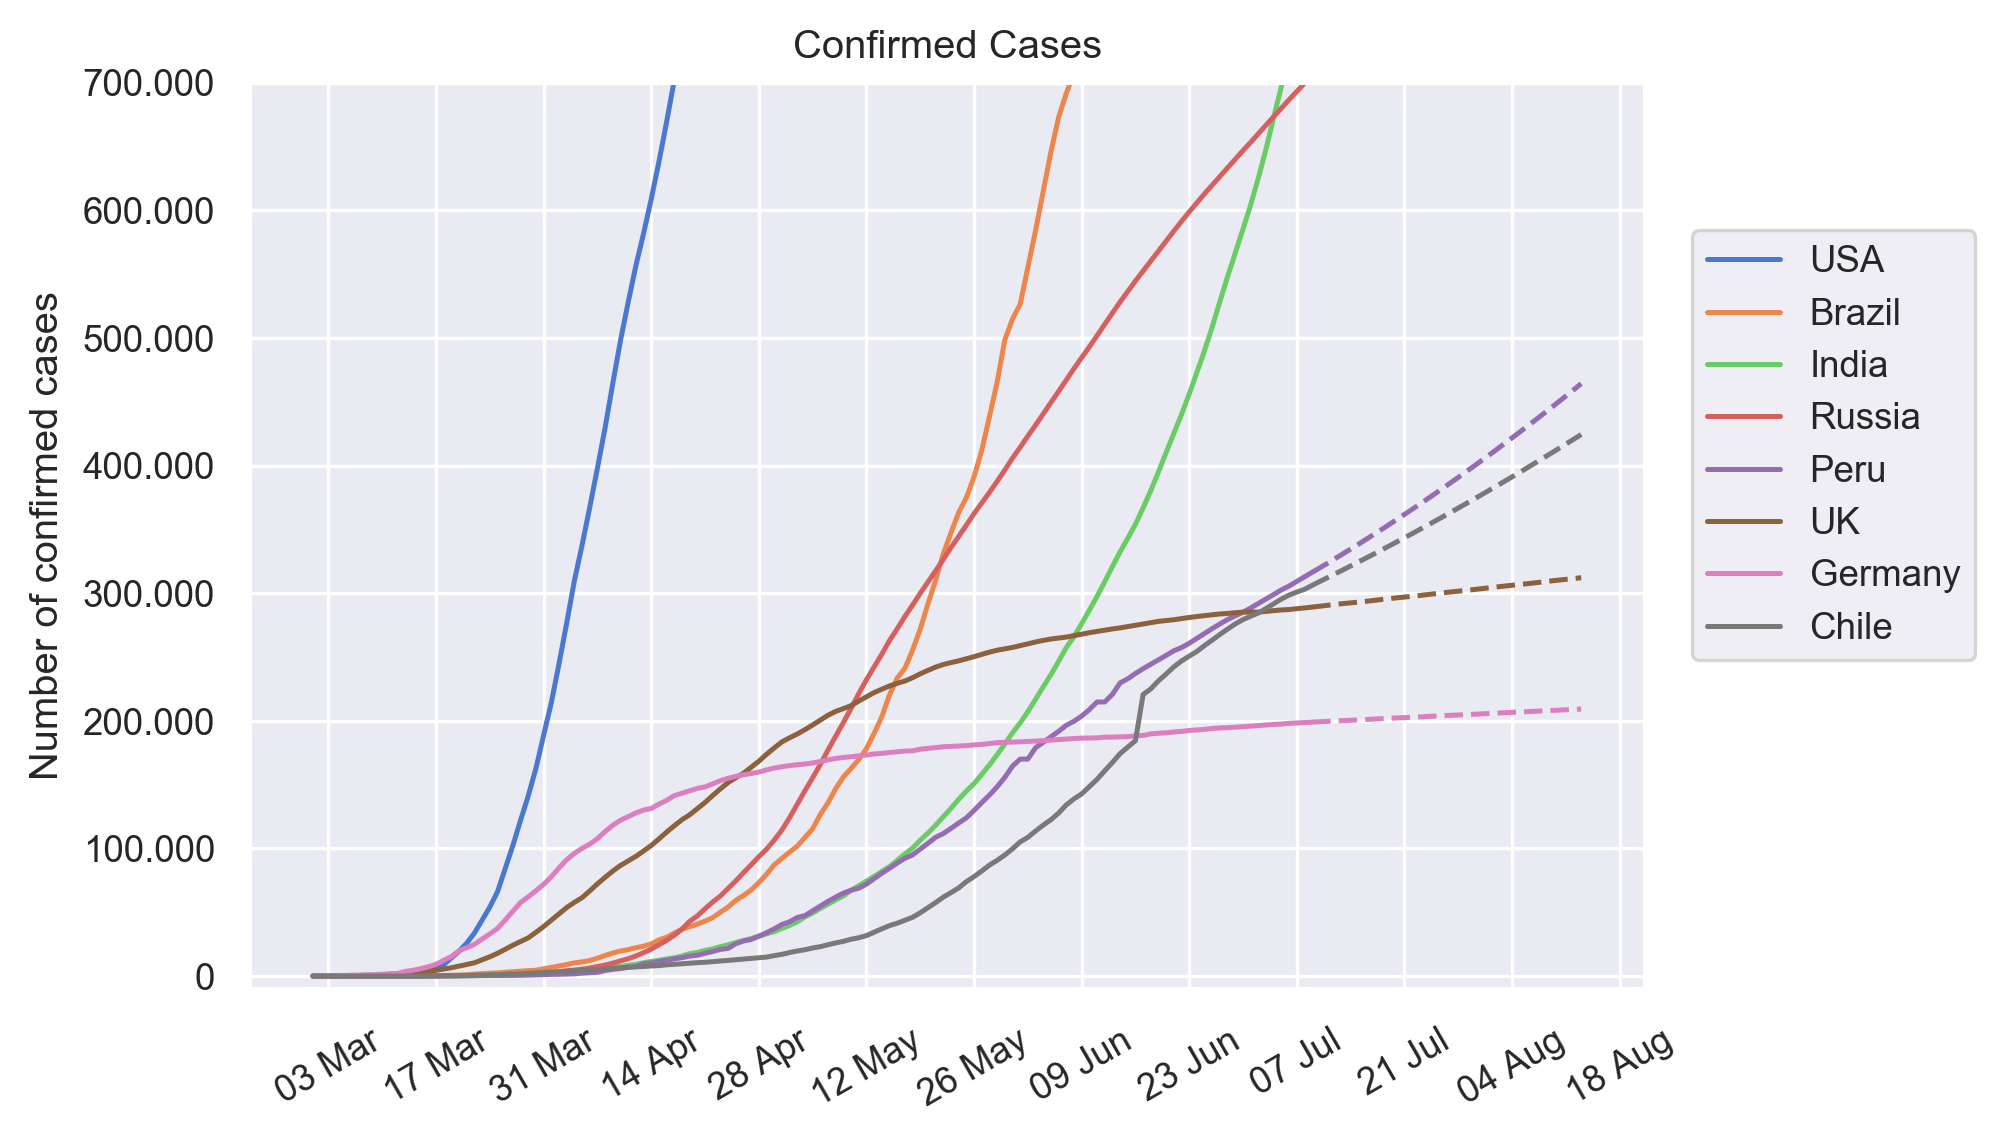 Confirmed Cases
Number of confirmed cases
700.000
600.000
500.000
400.000
300.000
200.000
100.000
0
03 Mar
17 Mar
31 Mar
14 Apr
28 Apr
12 May
26 May
09 Jun
23 Jun
07 Jul
21 Jul
04 Aug
18 Aug
USA
Brazil
India
Russia
Peru
UK
Germany
Chile